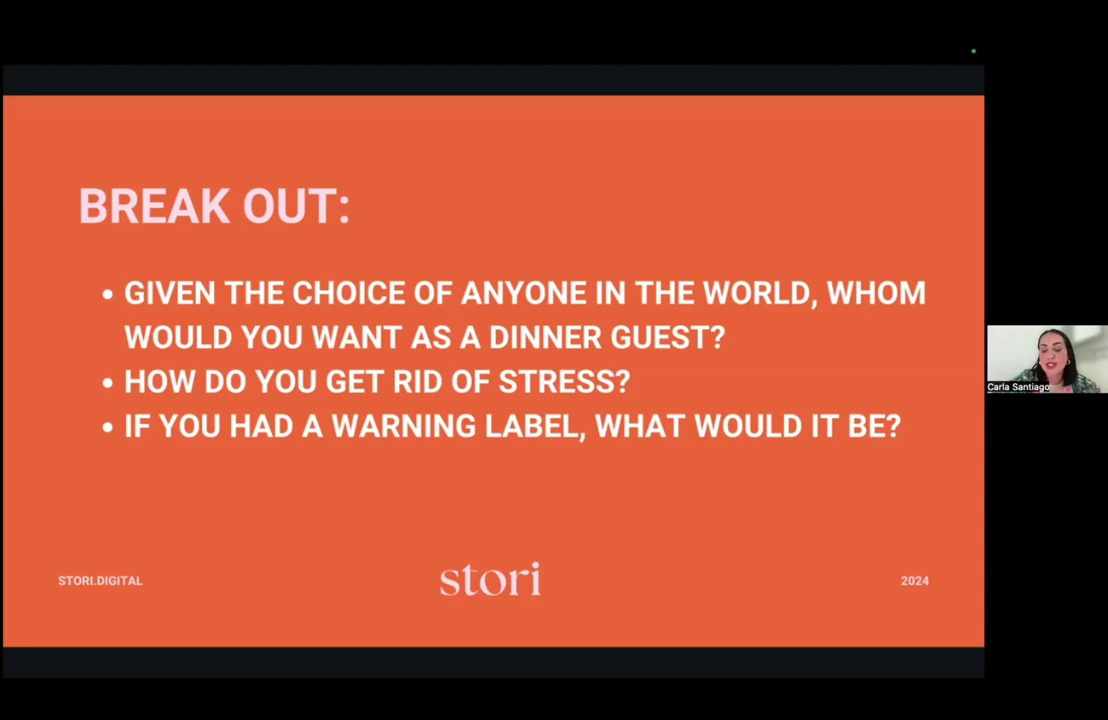 BREAK OUT:
• GIVEN THE CHOICE OF ANYONE IN THE WORLD, WHOM
WOULD YOU WANT AS A DINNER GUEST?
• HOW DO YOU GET RID OF STRESS?
• IF YOU HAD A WARNING LABEL, WHAT WOULD IT BE?
Carla Santiago
STORI.DIGITAL
stori
2024